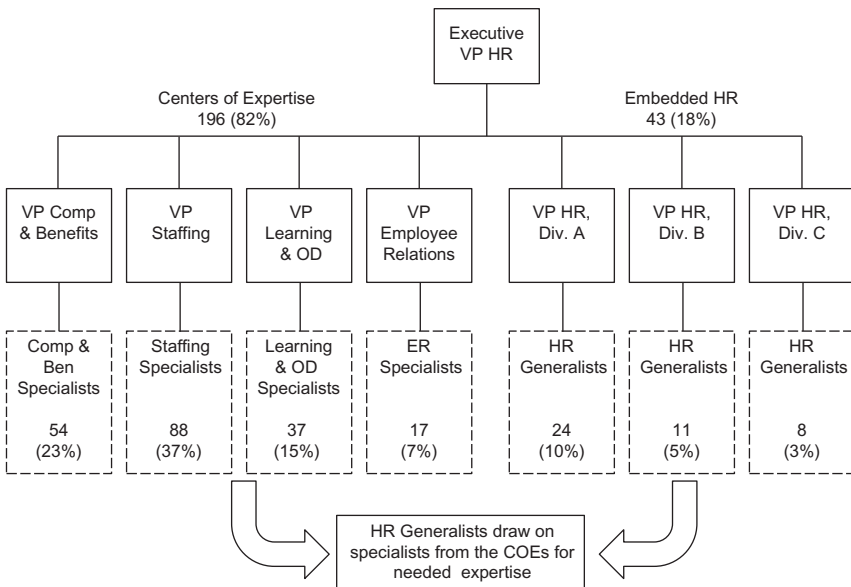 Executive
VP HR
Centers of Expertise
196 (82%)
Embedded HR
43 (18%)
VP Comp
& Benefits
VP
Staffing
VP
Learning
& OD
VP
Employee
Relations
VP HR,
Div. A
VP HR,
Div. B
VP HR,
Div. C
Comp &
Ben
Specialists
54
(23%)
Staffing
Specialists
88
(37%)
Learning
& OD
Specialists
37
(15%)
ER
Specialists
17
(7%)
HR
Generalists
24
(10%)
HR
Generalists
11
(5%)
HR
Generalists
8
(3%)
HR Generalists draw on
specialists from the COEs for
needed expertise